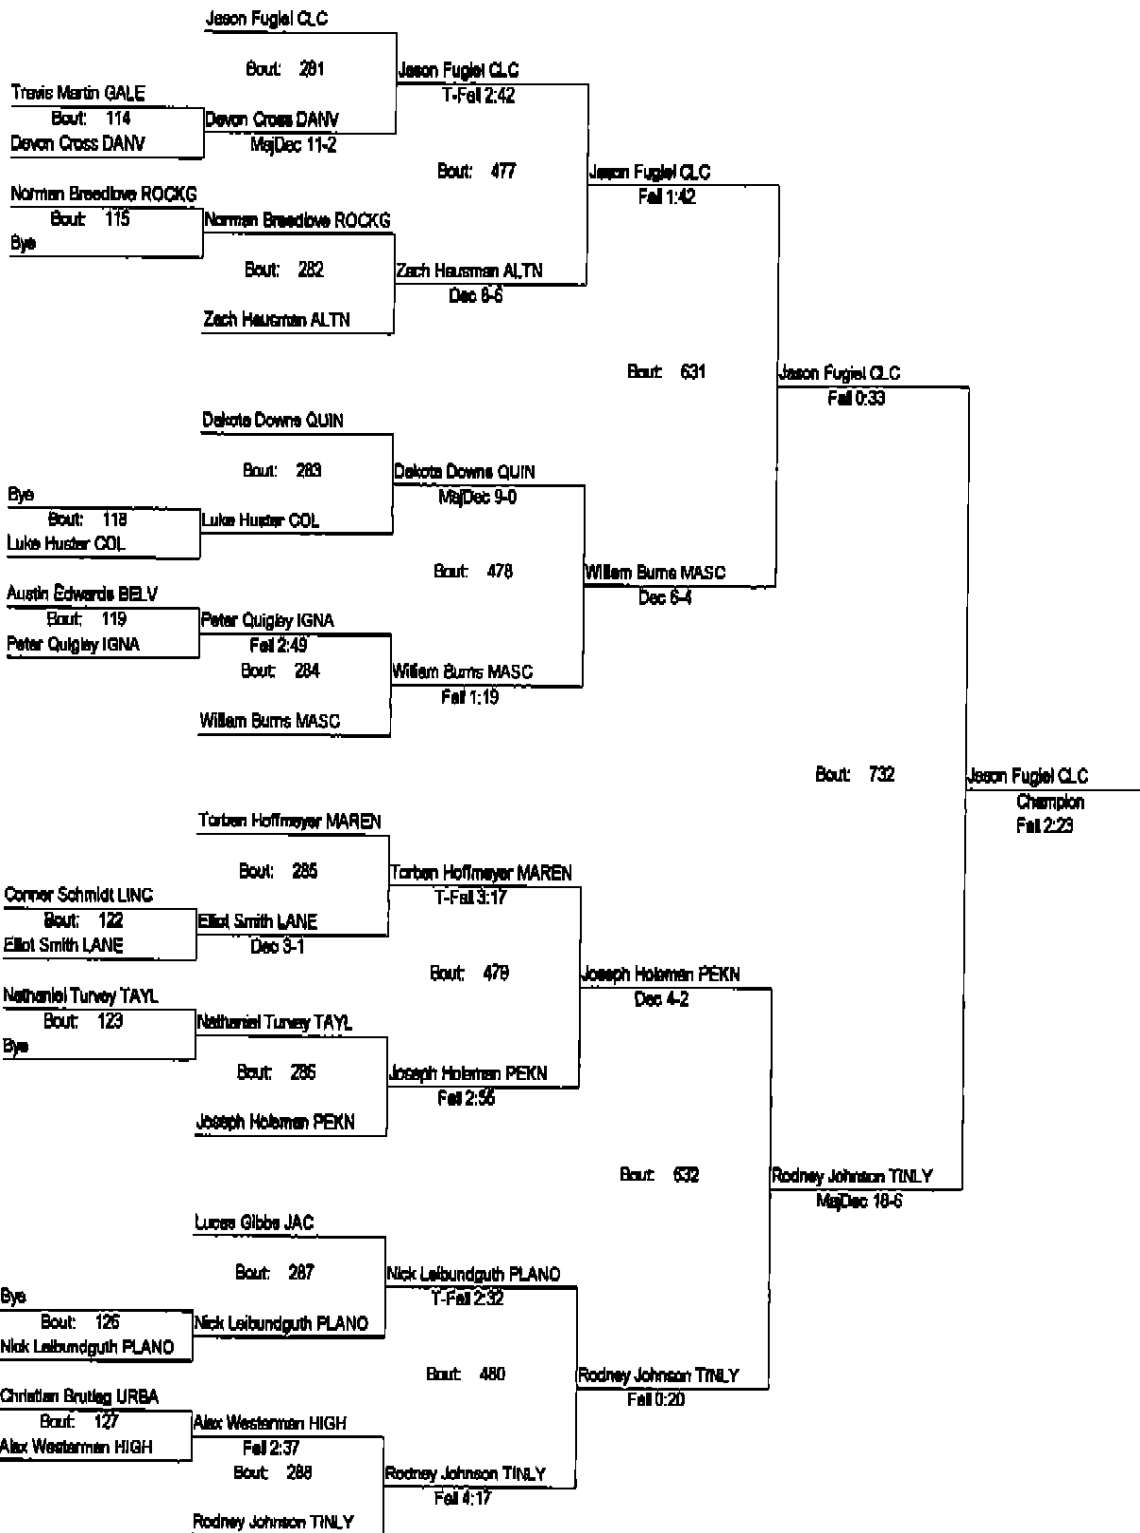 Jason Fugiel CLC
Bout: 281
Jason Fugiel CLC
T-Fall 2:42
Travis Martin GALE
Bout: 114
Devon Cross DANV
Devon Cross DANV
MajDec 11-2
Bout: 477
Jason Fugiel CLC
Fall 1:42
Norman Breedlove ROCKG
Bout: 115
Norman Breedlove ROCKG
Bye
Bout: 282
Zach Hausman ALTN
Dec 8-6
Zach Hausman ALTN
Bout: 631
Jason Fugiel CLC
Fall 0:33
Dakota Downs QUIN
Bout: 283
Dakota Downs QUIN
MajDec 9-0
Bye
Bout: 118
Luke Huster COL
Luke Huster COL
Bout: 478
William Burns MASC
Dec 6-4
Austin Edwards BELV
Bout: 119
Peter Quigley IGNA
Peter Quigley IGNA
Fall 2:49
Bout: 284
William Burns MASC
Fall 1:19
William Burns MASC
Bout: 732
Jason Fugiel CLC
Champion
Fall 2:23
Torben Hoffmeyer MAREN
Bout: 285
Torben Hoffmeyer MAREN
T-Fall 3:17
Conner Schmidt LINC
Bout: 122
Elliot Smith LANE
Elliot Smith LANE
Dec 3-1
Bout: 479
Joseph Holsman PEKN
Dec 4-2
Nathaniel Turvey TAYL
Bout: 123
Nathaniel Turvey TAYL
Bye
Bout: 286
Joseph Holsman PEKN
Fall 2:56
Joseph Holsman PEKN
Bout: 632
Rodney Johnson TINLY
MajDec 18-6
Lucas Gibbs JAC
Bout: 287
Nick Leibundguth PLANO
T-Fall 2:32
Bye
Bout: 126
Nick Leibundguth PLANO
Nick Leibundguth PLANO
Bout: 480
Rodney Johnson TINLY
Fall 0:20
Christian Brutlag URBA
Bout: 127
Alex Westerman HIGH
Alex Westerman HIGH
Fall 2:37
Bout: 288
Rodney Johnson TINLY
Fall 4:17
Rodney Johnson TINLY